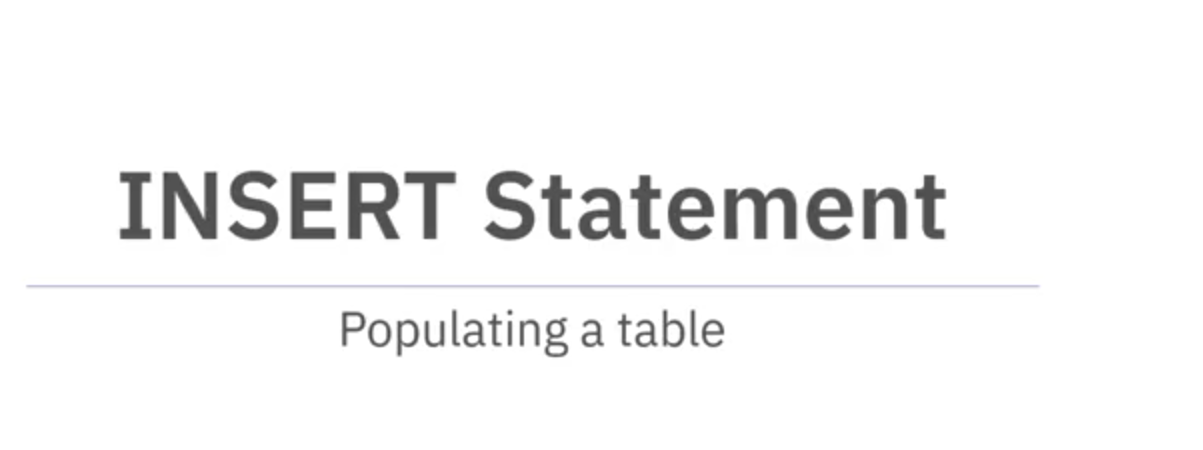 INSERT Statement
Populating a table